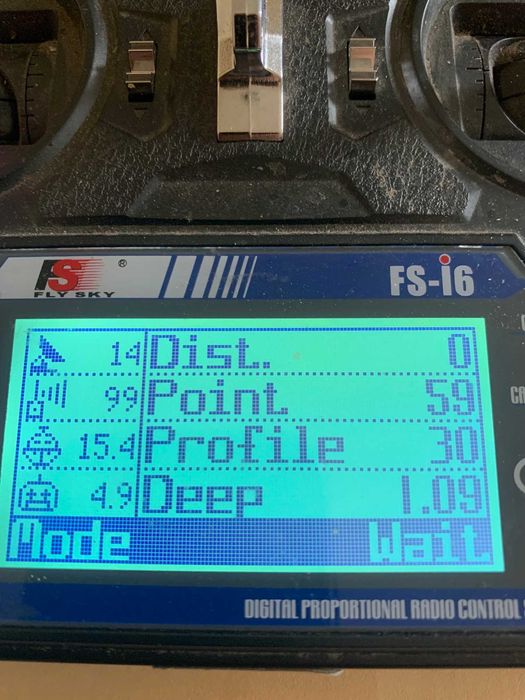 FS ®
FLY SKY
FS-i6
14 Dist. 0
99 Point 59
15.4 Profile 30
4.9 Deep 1.09
Mode Wait
DIGITAL PROPORTIONAL RADIO CONTROL